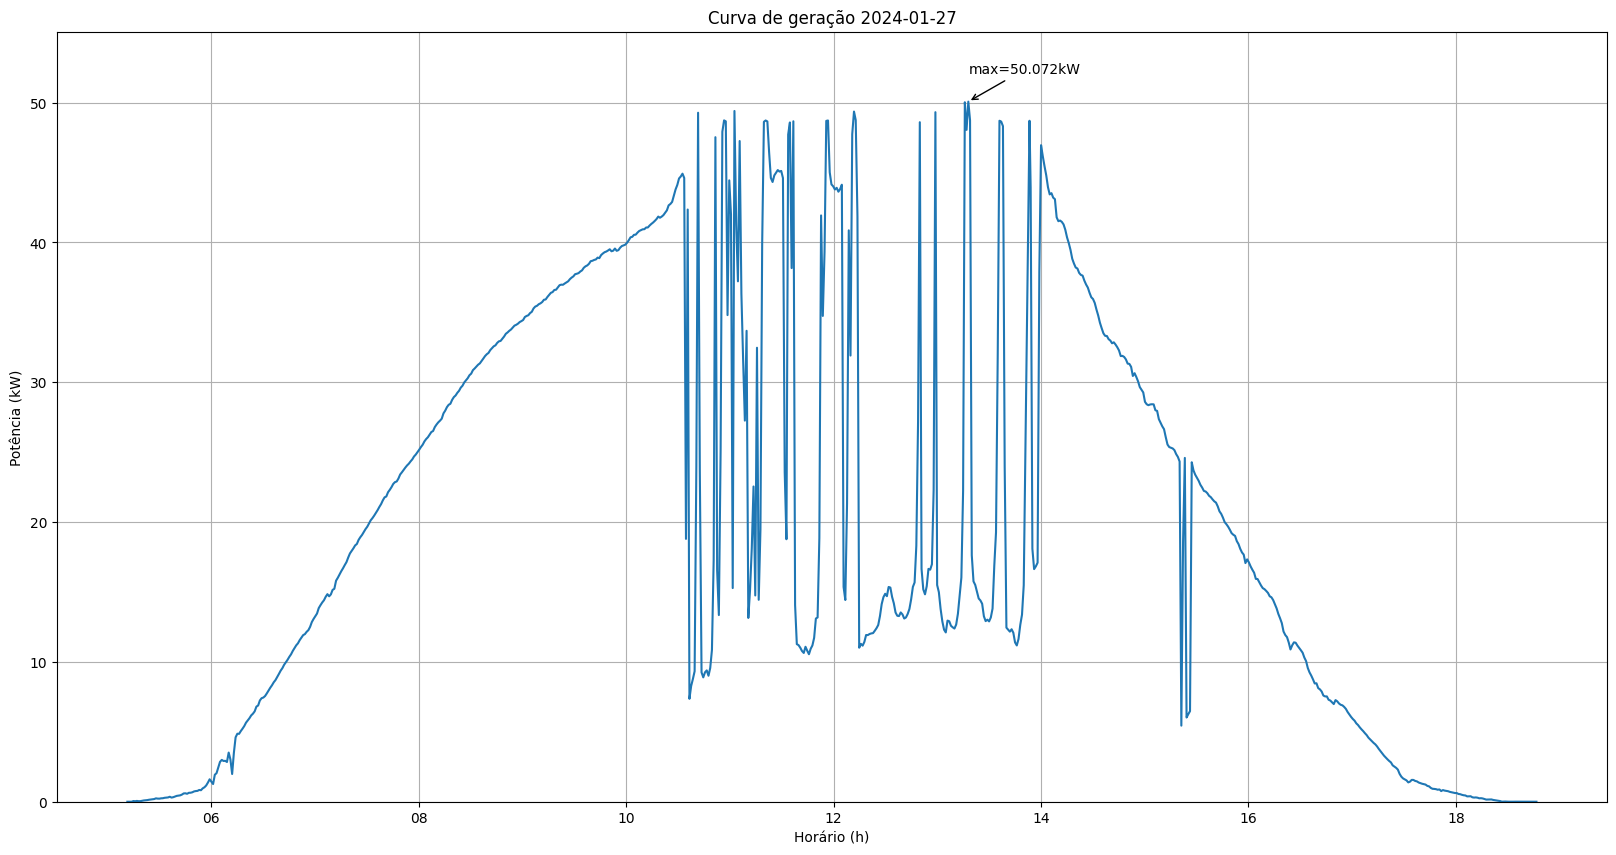 Curva de geração 2024-01-27
max=50.072kW
Potência (kW)
50
40
30
20
10
0
06 08 10 12 14 16 18
Horário (h)